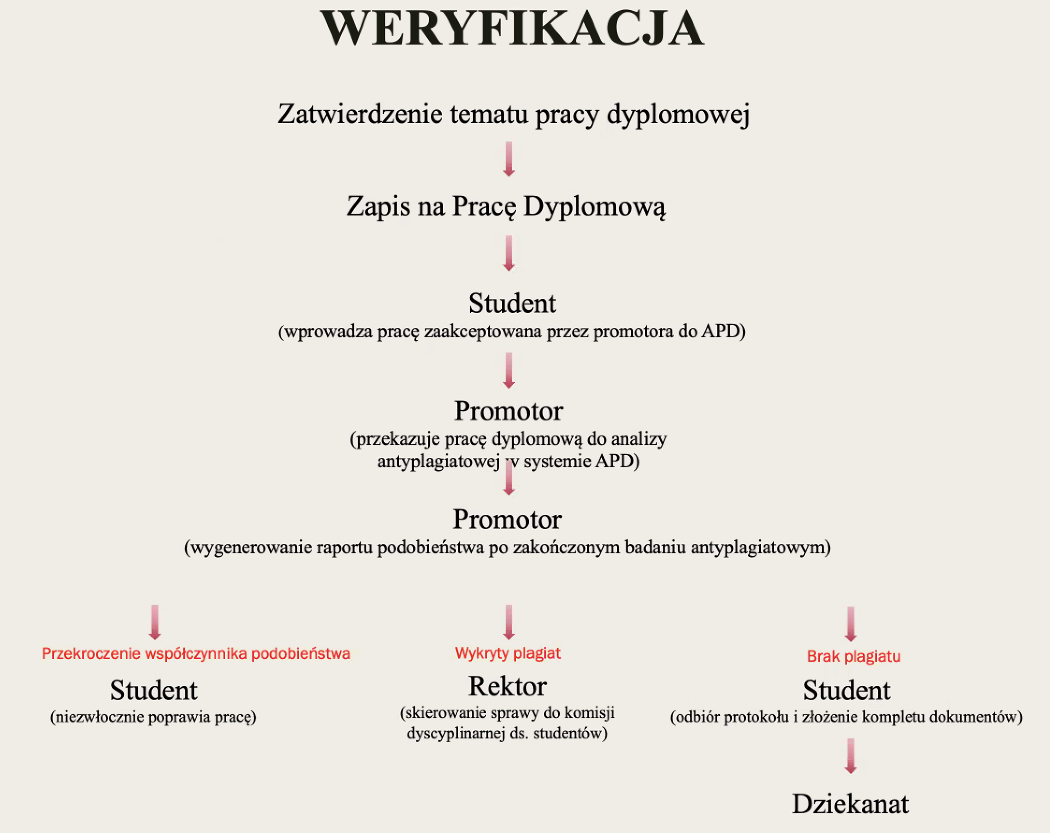 WERYFIKACJA
Zatwierdzenie tematu pracy dyplomowej
Zapis na Pracę Dyplomową
Student
(wprowadza pracę zaakceptowana przez promotora do APD)
Promotor
(przekazuje pracę dyplomową do analizy
antyplagiatowej w systemie APD)
Promotor
(wygenerowanie raportu podobieństwa po zakończonym badaniu antyplagiatowym)
Przekroczenie współczynnika podobieństwa
Student
(niezwłocznie poprawia pracę)
Wykryty plagiat
Rektor
(skierowanie sprawy do komisji
dyscyplinarnej ds. studentów)
Brak plagiatu
Student
(odbiór protokołu i złożenie kompletu dokumentów)
Dziekanat